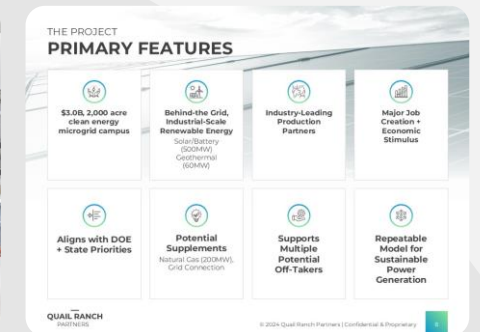 THE PROJECT
PRIMARY FEATURES
$3.0B, 2,000 acre
clean energy
microgrid campus
Behind-the Grid,
Industrial-Scale
Renewable Energy
Solar/Battery
(500MW)
Geothermal
(60MW)
Industry-Leading
Production
Partners
Major Job
Creation +
Economic
Stimulus
Aligns with DOE
+ State Priorities
Potential
Supplements
Natural Gas (200MW),
Grid Connection
Supports
Multiple
Potential
Off-Takers
Repeatable
Model for
Sustainable
Power
Generation
QUAIL RANCH
PARTNERS
© 2024 Quail Ranch Partners | Confidential & Proprietary